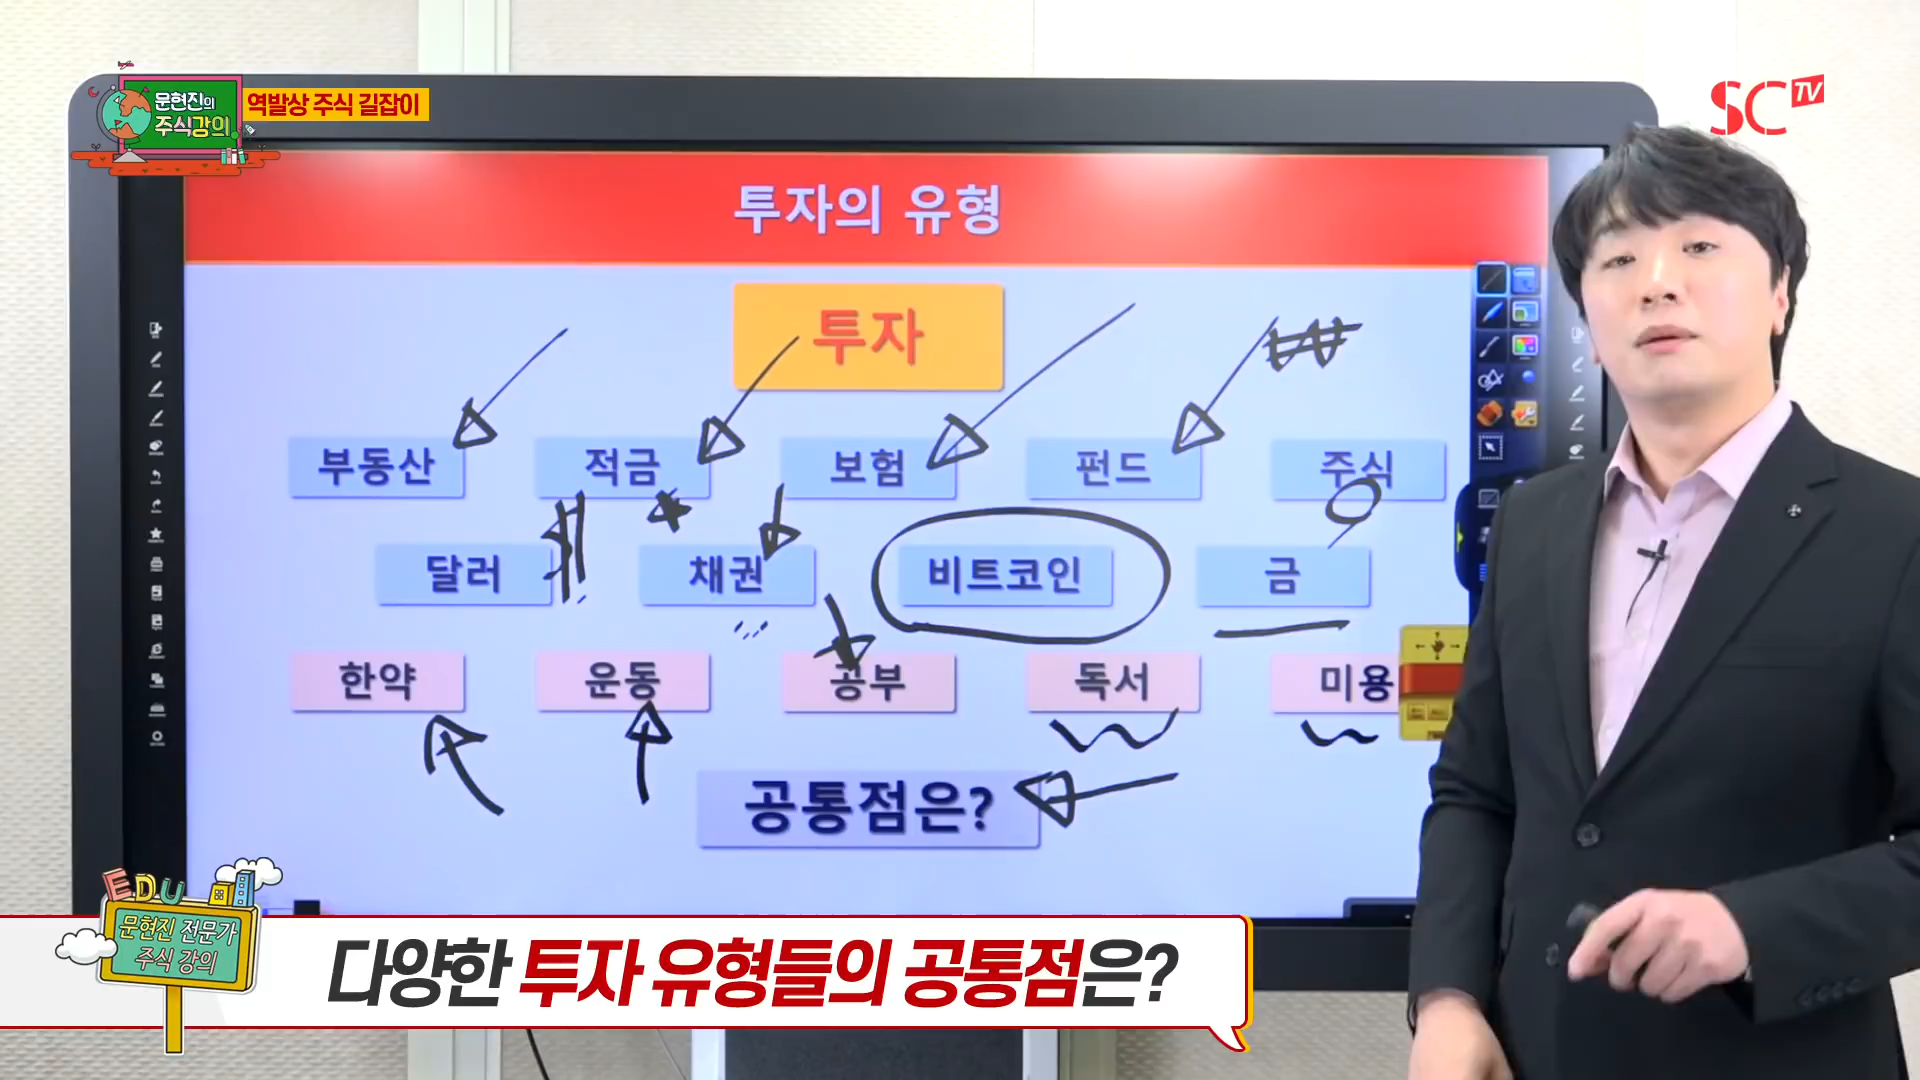 문현진의
주식강의
역발상 주식 길잡이
SC TV
투자의 유형
투자
부동산 적금 보험 펀드 주식
달러 채권 비트코인 금
한약 운동 공부 독서 미용
공통점은?
EDU
문현진 전문가
주식 강의
다양한 투자 유형들의 공통점은?